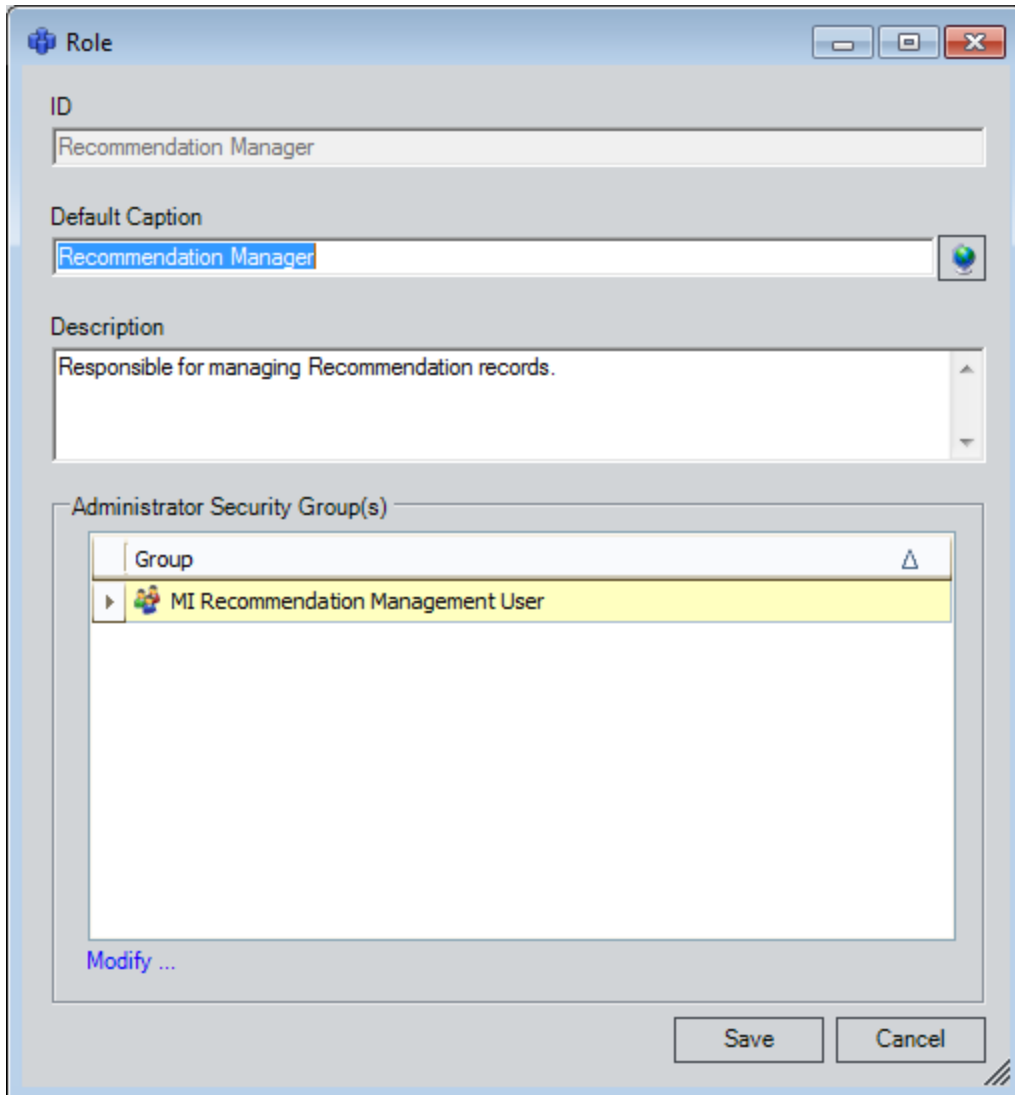 Role
ID
Recommendation Manager
Default Caption
Recommendation Manager
Description
Responsible for managing Recommendation records.
Administrator Security Group(s)
Group
MI Recommendation Management User
Modify ...
Save Cancel